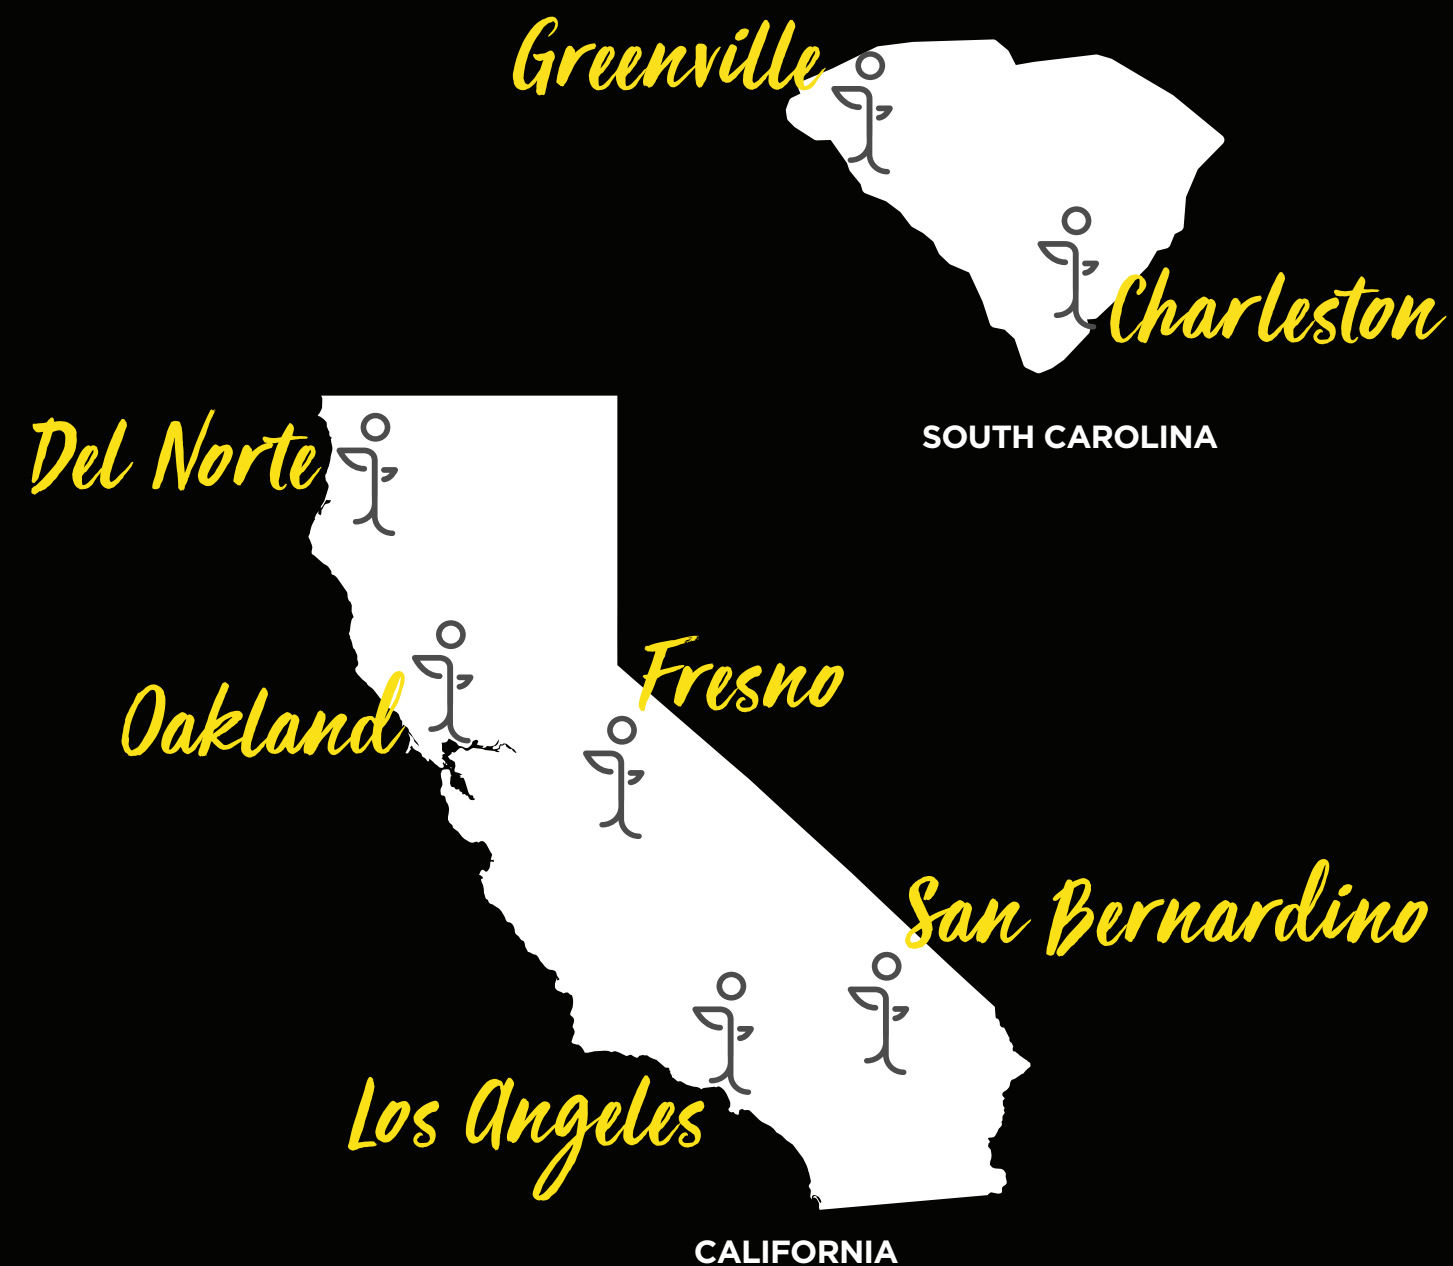 Greenville
Charleston
SOUTH CAROLINA
Del Norte
Oakland
Fresno
San Bernardino
Los Angeles
CALIFORNIA